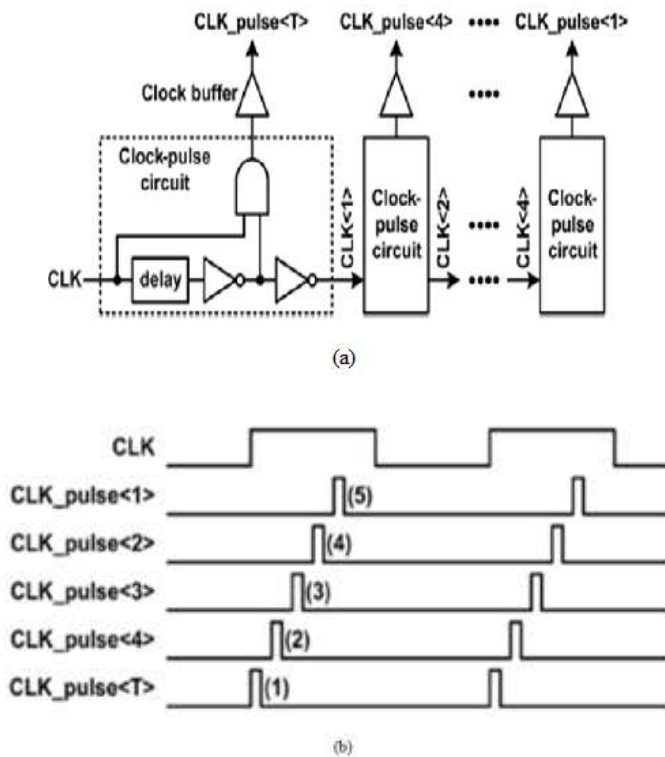 CLK_pulse<T> CLK_pulse<4> •••• CLK_pulse<1>
Clock buffer
Clock-pulse circuit
CLK
delay
CLK<1>
Clock-pulse circuit
CLK<2>
CLK<4>
Clock-pulse circuit
(a)
CLK
CLK_pulse<1> (5)
CLK_pulse<2> (4)
CLK_pulse<3> (3)
CLK_pulse<4> (2)
CLK_pulse<T> (1)
(b)